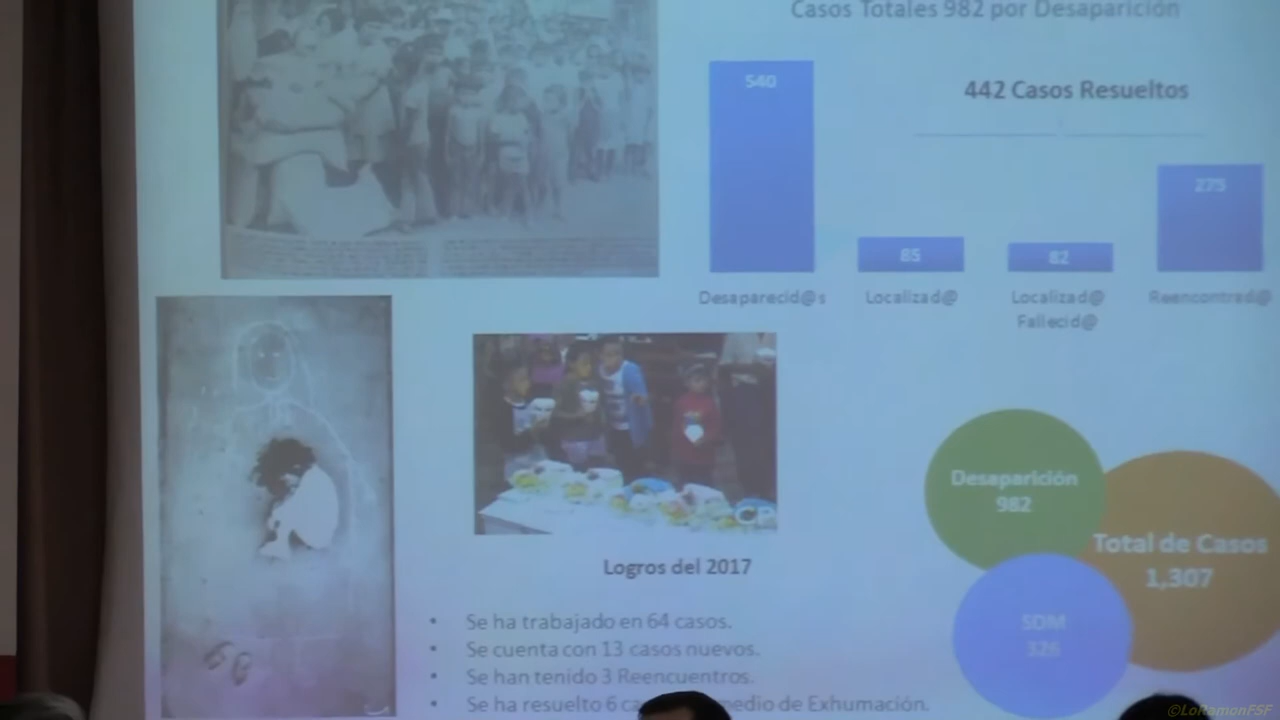 Casos Totales 982 por Desaparición
540
442 Casos Resueltos
275
85
82
Desaparecid@s
Localizad@
Localizad@
Fallecid@
Reencontrad@
Desaparición
982
Total de Casos
1,307
SDM
Logros del 2017
• Se ha trabajado en 64 casos.
• Se cuenta con 13 casos nuevos.
• Se han tenido 3 Reencuentros.
• Se ha resuelto 6 medio de Exhumación.
©LoRamonFSF